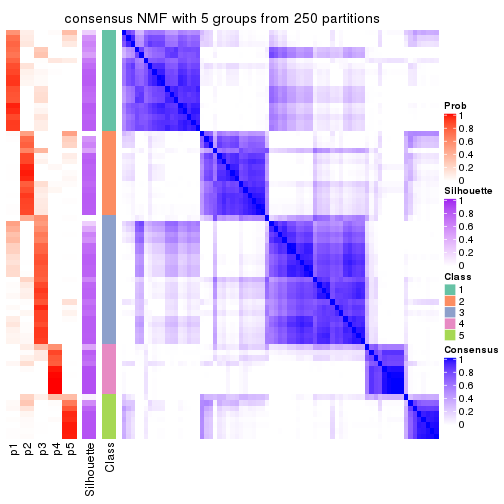 consensus NMF with 5 groups from 250 partitions
Prob
1
0.8
0.6
0.4
0.2
0
Silhouette
1
0.8
0.6
0.4
0.2
0
Class
1
2
3
4
5
Consensus
1
0.8
0.6
0.4
0.2
0
p1
p2
p3
p4
p5
Silhouette
Class